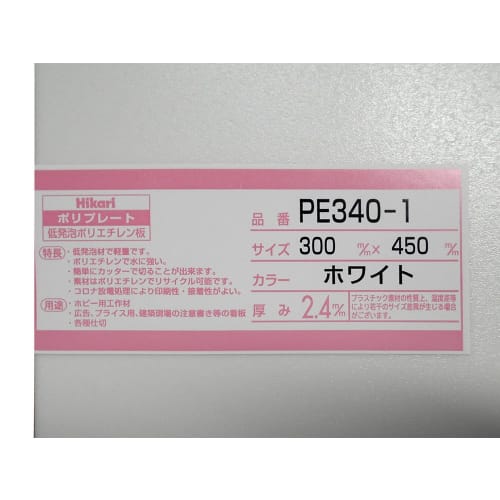 Hikari
ポリプレート
低発泡ポリエチレン板
特長
・低発泡材で軽量です。
・ポリエチレンで水に強い。
・簡単にカッターで切ることが出来ます。
・素材はポリエチレンでリサイクル可能です。
・コロナ放電処理により印刷性・接着性がよい。
用途
・ホビー用工作材
・広告、プライス用、建築現場の注意書き等の看板
・各種仕切
品番 PE340-1
サイズ 300 m/m × 450 m/m
カラー ホワイト
厚み 2.4m/m
プラスチック素材の性質上、温度差等
により若干のサイズ差異が生じる場合
がございます。